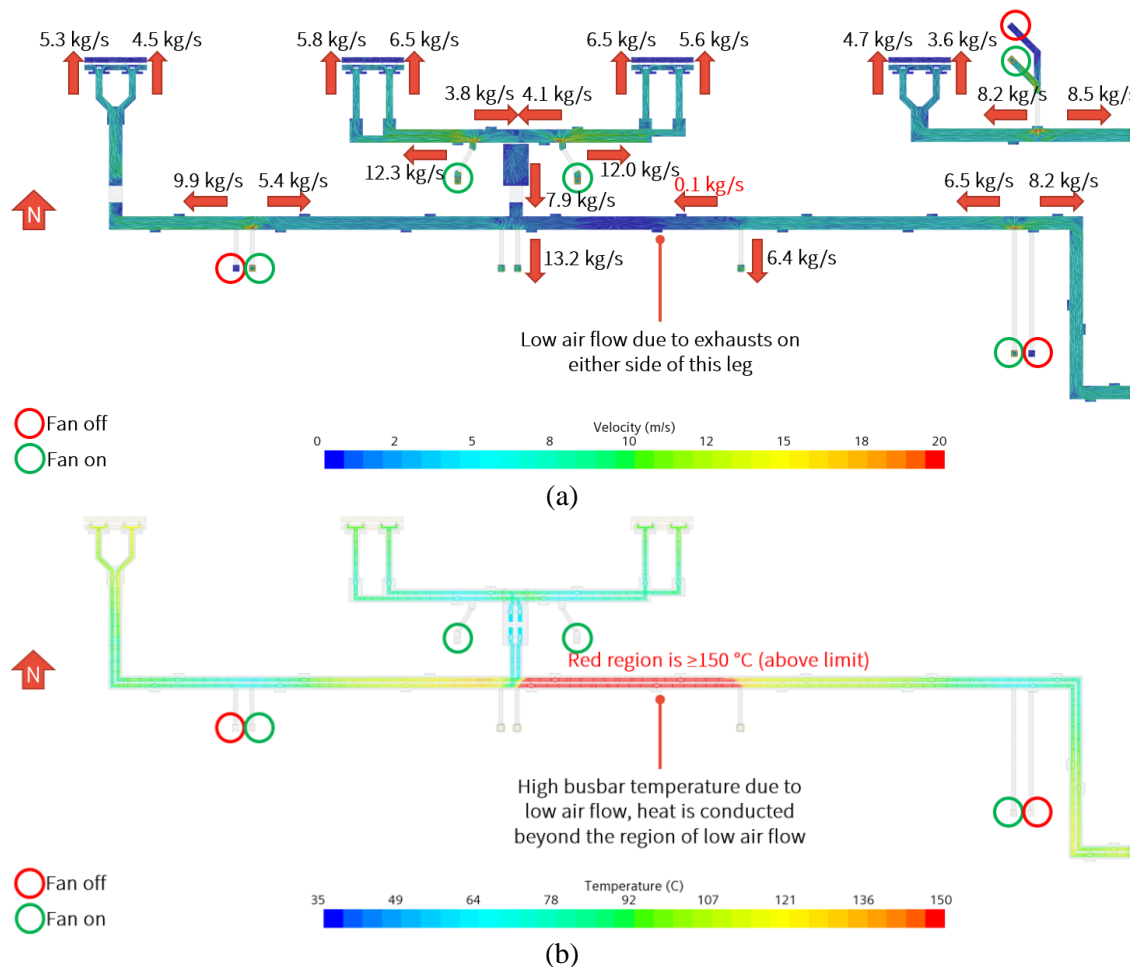 (a)
5.3 kg/s
4.5 kg/s
5.8 kg/s
6.5 kg/s
6.5 kg/s
5.6 kg/s
4.7 kg/s
3.6 kg/s
3.8 kg/s
4.1 kg/s
8.2 kg/s
8.5 kg/s
12.3 kg/s
12.0 kg/s
9.9 kg/s
5.4 kg/s
7.9 kg/s
0.1 kg/s
6.5 kg/s
8.2 kg/s
N
13.2 kg/s
6.4 kg/s
Low air flow due to exhausts on
either side of this leg
Fan off
Fan on
Velocity (m/s)
0 2 5 8 10 12 15 18 20
(a)
N
Red region is ≥150 °C (above limit)
High busbar temperature due to
low air flow, heat is conducted
beyond the region of low air flow
Fan off
Fan on
Temperature (C)
35 49 64 78 92 107 121 136 150
(b)